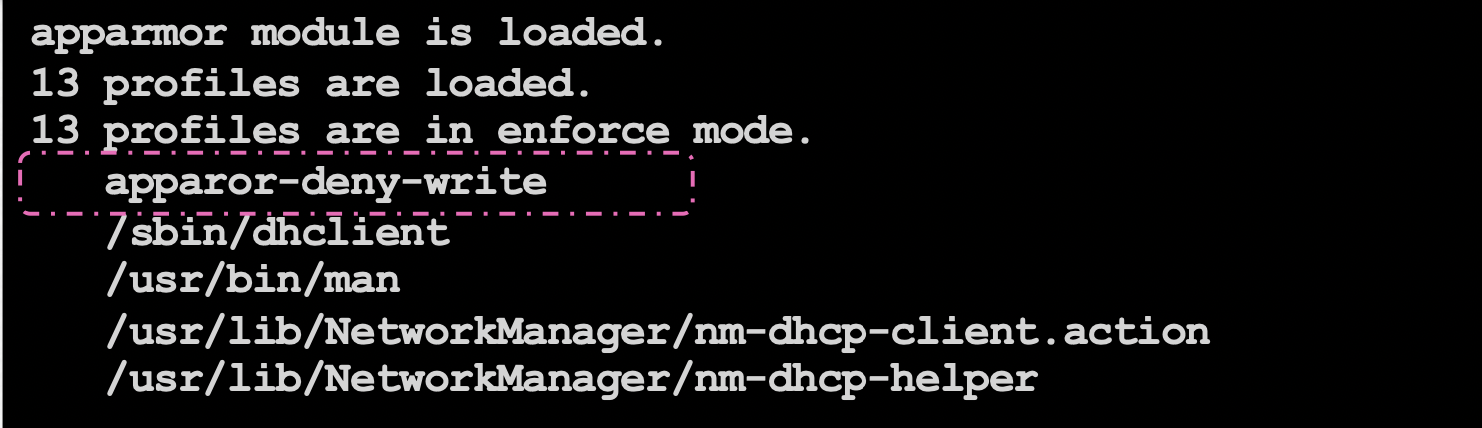 apparmor module is loaded.
13 profiles are loaded.
13 profiles are in enforce mode.
apparor-deny-write
/sbin/dhclient
/usr/bin/man
/usr/lib/NetworkManager/nm-dhcp-client.action
/usr/lib/NetworkManager/nm-dhcp-helper